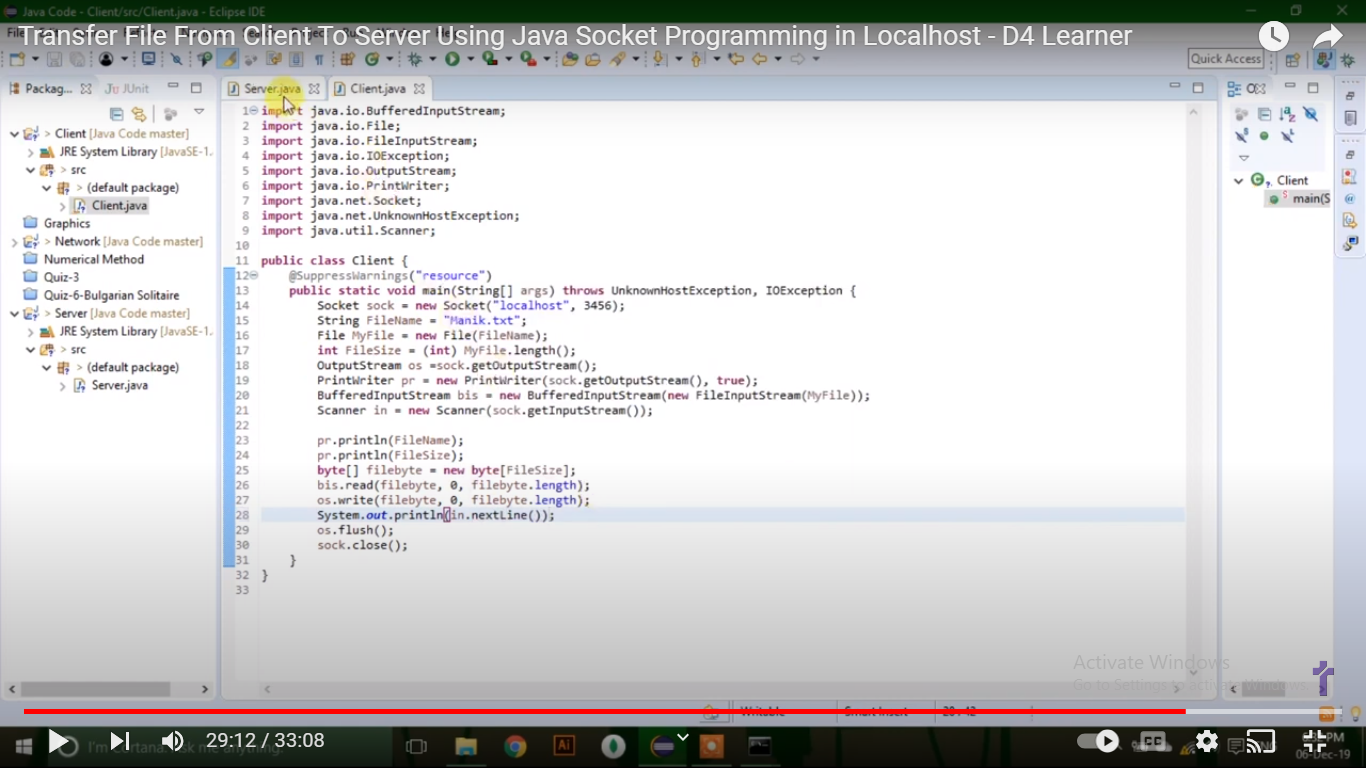 Java Code - Client/src/Client.java - Eclipse IDE
Transfer File From Client To Server Using Java Socket Programming in Localhost - D4 Learner
Quick Access
Packag...
JUnit
Server.java
Client.java
> Client [Java Code master]
JRE System Library [JavaSE-1.
> src
> (default package)
Client.java
Graphics
> Network [Java Code master]
Numerical Method
Quiz-3
Quiz-6-Bulgarian Solitaire
> Server [Java Code master]
JRE System Library [JavaSE-1.
> src
> (default package)
Server.java
1 import java.io.BufferedInputStream;
2 import java.io.File;
3 import java.io.FileInputStream;
4 import java.io.IOException;
5 import java.io.OutputStream;
6 import java.io.PrintWriter;
7 import java.net.Socket;
8 import java.net.UnknownHostException;
9 import java.util.Scanner;
10
11 public class Client {
12 @SuppressWarnings("resource")
13 public static void main(String[] args) throws UnknownHostException, IOException {
14 Socket sock = new Socket("localhost", 3456);
15 String FileName = "Manik.txt";
16 File MyFile = new File(FileName);
17 int FileSize = (int) MyFile.length();
18 OutputStream os =sock.getOutputStream();
19 PrintWriter pr = new PrintWriter(sock.getOutputStream(), true);
20 BufferedInputStream bis = new BufferedInputStream(new FileInputStream(MyFile));
21 Scanner in = new Scanner(sock.getInputStream());
22
23 pr.println(FileName);
24 pr.println(FileSize);
25 byte[] filebyte = new byte[FileSize];
26 bis.read(filebyte, 0, filebyte.length);
27 os.write(filebyte, 0, filebyte.length);
28 System.out.println(in.nextLine());
29 os.flush();
30 sock.close();
31 }
32 }
33
Client
main(S
Activate Windows
Go to Settings to activate Windows.
Writable
Smart Insert
29:12 / 33:08
CC
PM
06-Dec-19